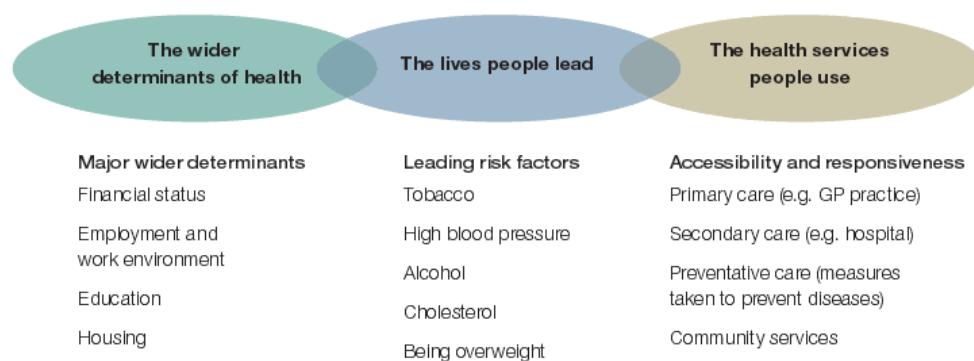 The wider
determinants of health
The lives people lead
The health services
people use
Major wider determinants
Financial status
Employment and
work environment
Education
Housing
Leading risk factors
Tobacco
High blood pressure
Alcohol
Cholesterol
Being overweight
Accessibility and responsiveness
Primary care (e.g. GP practice)
Secondary care (e.g. hospital)
Preventative care (measures
taken to prevent diseases)
Community services